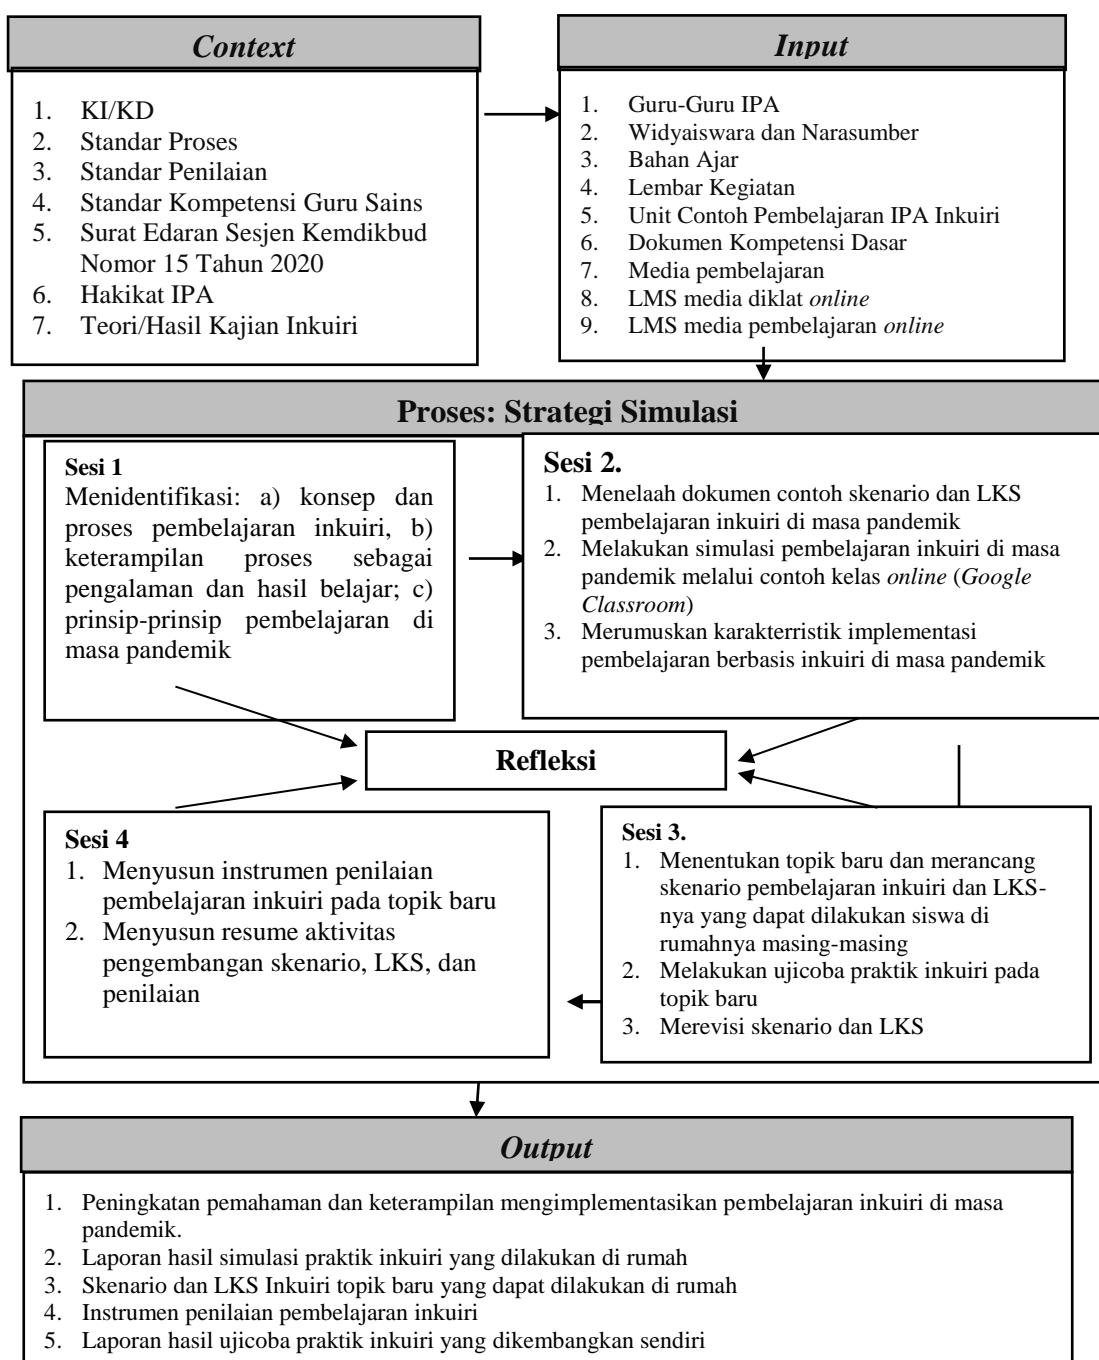 Context
1. KI/KD
2. Standar Proses
3. Standar Penilaian
4. Standar Kompetensi Guru Sains
5. Surat Edaran Sesjen Kemdikbud
Nomor 15 Tahun 2020
6. Hakikat IPA
7. Teori/Hasil Kajian Inkuiri
Input
1. Guru-Guru IPA
2. Widyaiswara dan Narasumber
3. Bahan Ajar
4. Lembar Kegiatan
5. Unit Contoh Pembelajaran IPA Inkuiri
6. Dokumen Kompetensi Dasar
7. Media pembelajaran
8. LMS media diklat online
9. LMS media pembelajaran online
Proses: Strategi Simulasi
Sesi 1
Menidentifikasi: a) konsep dan
proses pembelajaran inkuiri, b)
keterampilan proses sebagai
pengalaman dan hasil belajar; c)
prinsip-prinsip pembelajaran di
masa pandemik
Sesi 2.
1. Menelaah dokumen contoh skenario dan LKS
pembelajaran inkuiri di masa pandemik
2. Melakukan simulasi pembelajaran inkuiri di masa
pandemik melalui contoh kelas online (Google
Classroom)
3. Merumuskan karakterristik implementasi
pembelajaran berbasis inkuiri di masa pandemik
Refleksi
Sesi 4
1. Menyusun instrumen penilaian
pembelajaran inkuiri pada topik baru
2. Menyusun resume aktivitas
pengembangan skenario, LKS, dan
penilaian
Sesi 3.
1. Menentukan topik baru dan merancang
skenario pembelajaran inkuiri dan LKS-
nya yang dapat dilakukan siswa di
rumahnya masing-masing
2. Melakukan ujicoba praktik inkuiri pada
topik baru
3. Merevisi skenario dan LKS
Output
1. Peningkatan pemahaman dan keterampilan mengimplementasikan pembelajaran inkuiri di masa
pandemik.
2. Laporan hasil simulasi praktik inkuiri yang dilakukan di rumah
3. Skenario dan LKS Inkuiri topik baru yang dapat dilakukan di rumah
4. Instrumen penilaian pembelajaran inkuiri
5. Laporan hasil ujicoba praktik inkuiri yang dikembangkan sendiri